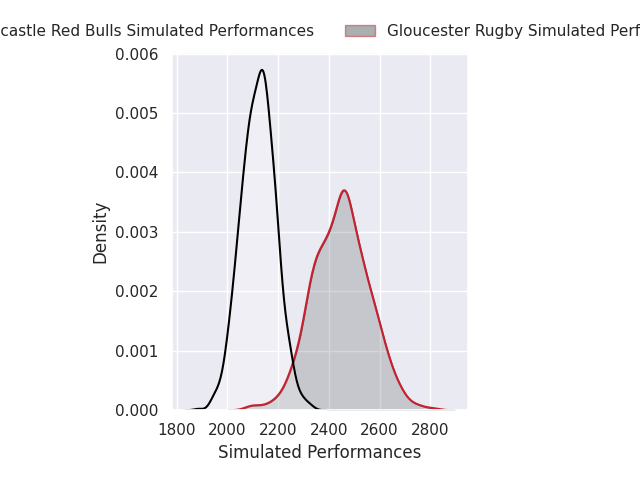 castle Red Bulls Simulated Performances
Gloucester Rugby Simulated Perf
0.006
0.005
0.004
0.003
0.002
0.001
0.000
Density
1800 2000 2200 2400 2600 2800
Simulated Performances